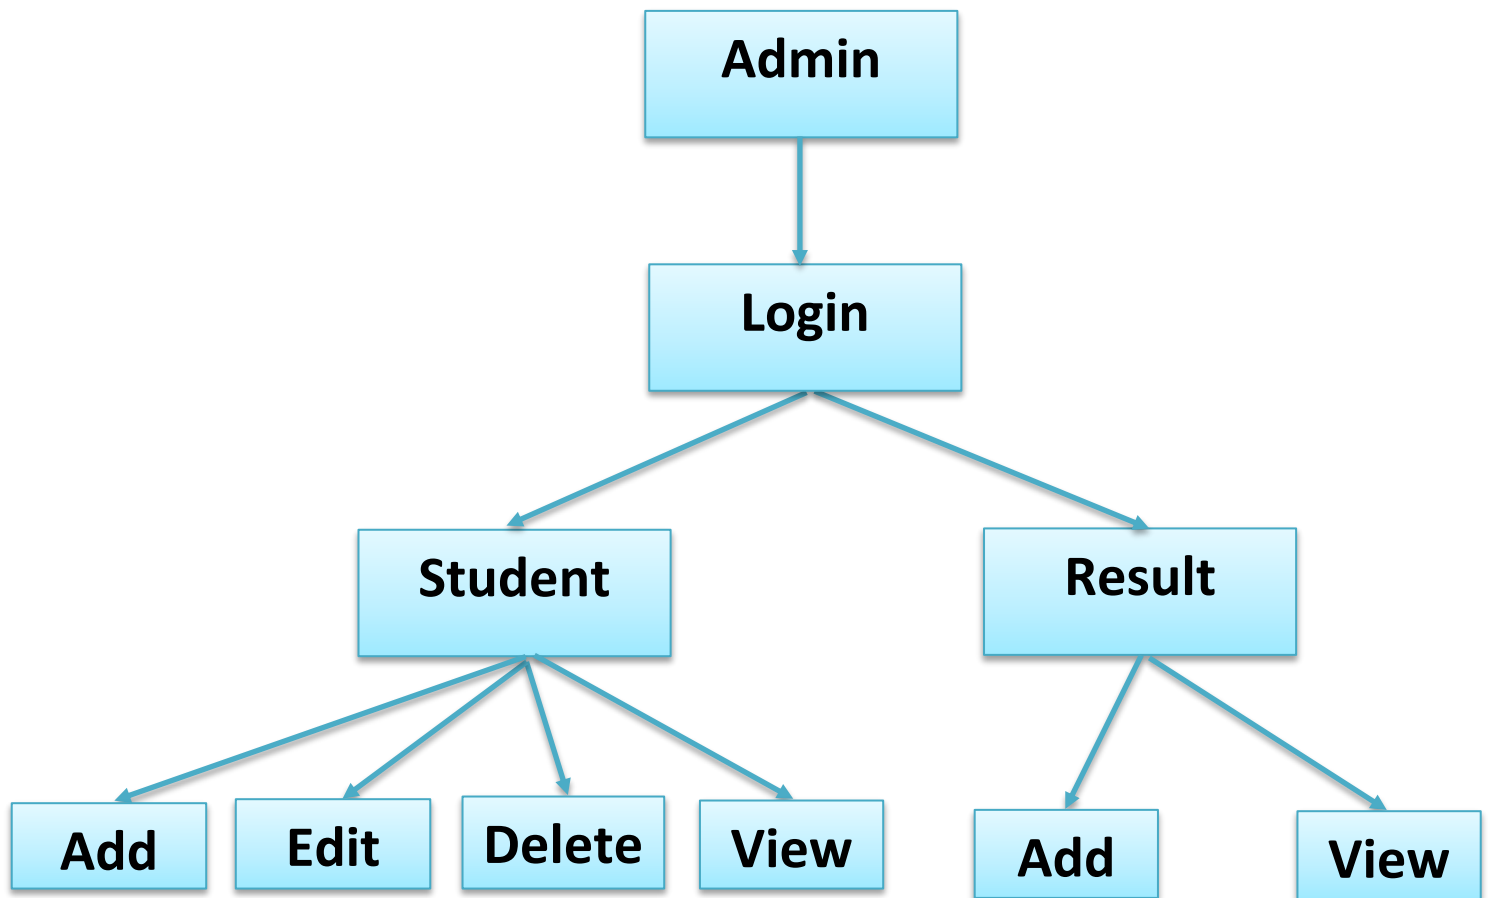 Admin
Login
Student
Result
Add
Edit
Delete
View
Add
View